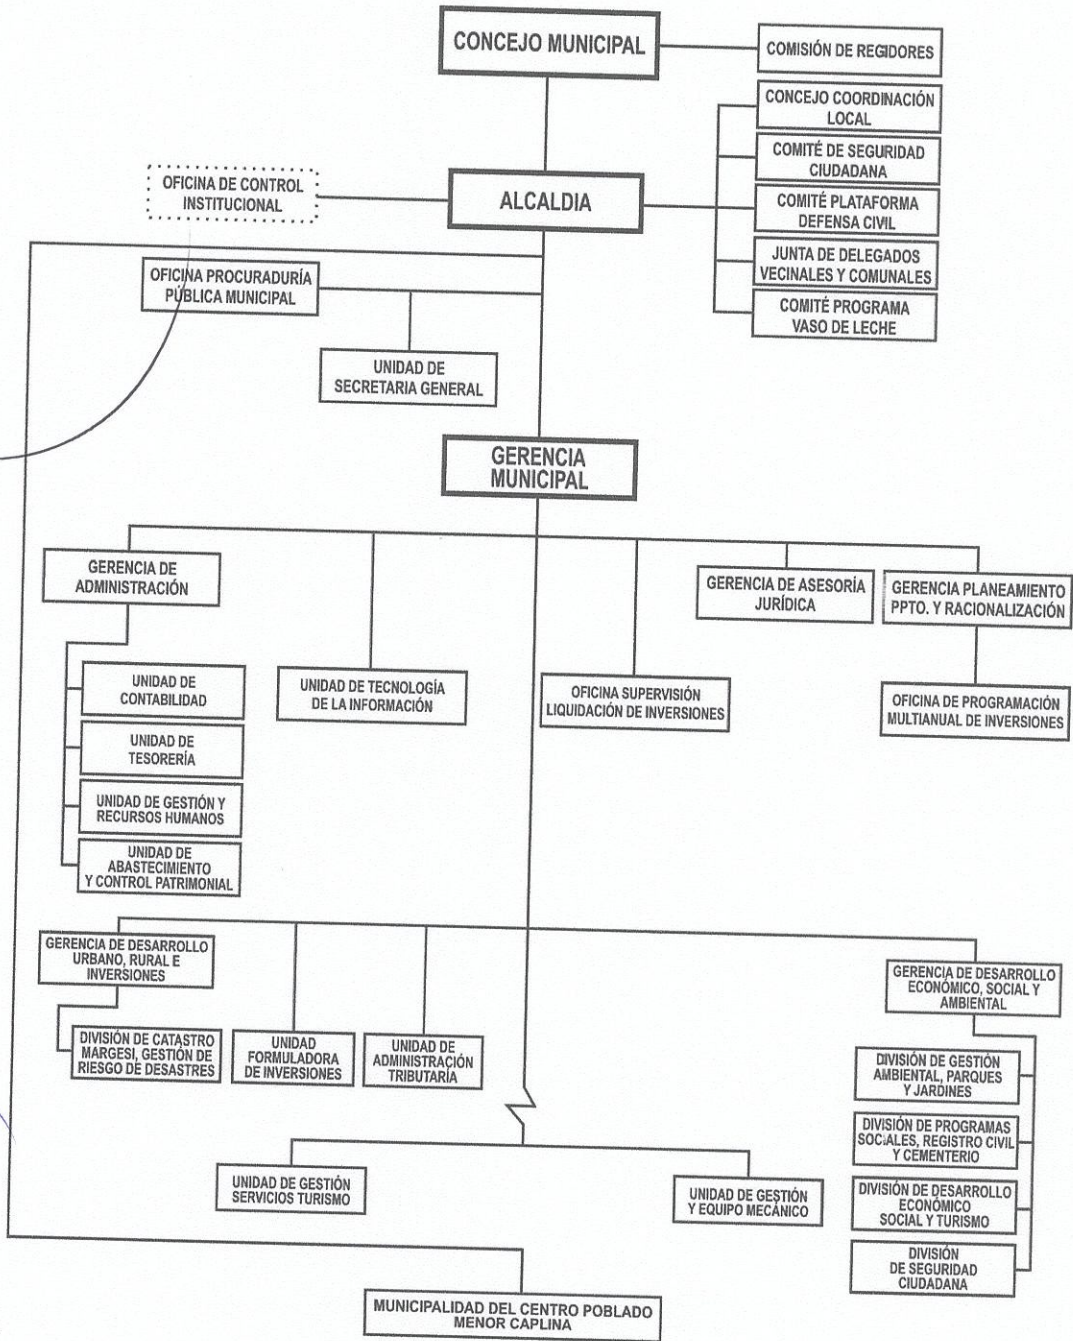 CONCEJO MUNICIPAL
COMISIÓN DE REGIDORES
CONCEJO COORDINACIÓN
LOCAL
COMITÉ DE SEGURIDAD
CIUDADANA
OFICINA DE CONTROL
INSTITUCIONAL
ALCALDIA
COMITÉ PLATAFORMA
DEFENSA CIVIL
JUNTA DE DELEGADOS
VECINALES Y COMUNALES
COMITÉ PROGRAMA
VASO DE LECHE
OFICINA PROCURADURÍA
PÚBLICA MUNICIPAL
UNIDAD DE
SECRETARIA GENERAL
GERENCIA
MUNICIPAL
GERENCIA DE
ADMINISTRACIÓN
GERENCIA DE ASESORÍA
JURÍDICA
GERENCIA PLANEAMIENTO
PPTO. Y RACIONALIZACIÓN
UNIDAD DE
CONTABILIDAD
UNIDAD DE TECNOLOGÍA
DE LA INFORMACIÓN
OFICINA SUPERVISIÓN
LIQUIDACIÓN DE INVERSIONES
OFICINA DE PROGRAMACIÓN
MULTIANUAL DE INVERSIONES
UNIDAD DE
TESORERÍA
UNIDAD DE GESTIÓN Y
RECURSOS HUMANOS
UNIDAD DE
ABASTECIMIENTO
Y CONTROL PATRIMONIAL
GERENCIA DE DESARROLLO
URBANO, RURAL E
INVERSIONES
GERENCIA DE DESARROLLO
ECONÓMICO, SOCIAL Y
AMBIENTAL
DIVISIÓN DE CATASTRO
MARGESI, GESTIÓN DE
RIESGO DE DESASTRES
UNIDAD
FORMULADORA
DE INVERSIONES
UNIDAD DE
ADMINISTRACIÓN
TRIBUTARÍA
DIVISIÓN DE GESTIÓN
AMBIENTAL, PARQUES
Y JARDINES
DIVISIÓN DE PROGRAMAS
SOCIALES, REGISTRO CIVIL
Y CEMENTERIO
UNIDAD DE GESTIÓN
SERVICIOS TURISMO
UNIDAD DE GESTIÓN
Y EQUIPO MECÁNICO
DIVISIÓN DE DESARROLLO
ECONÓMICO
SOCIAL Y TURISMO
DIVISIÓN
DE SEGURIDAD
CIUDADANA
MUNICIPALIDAD DEL CENTRO POBLADO
MENOR CAPLINA